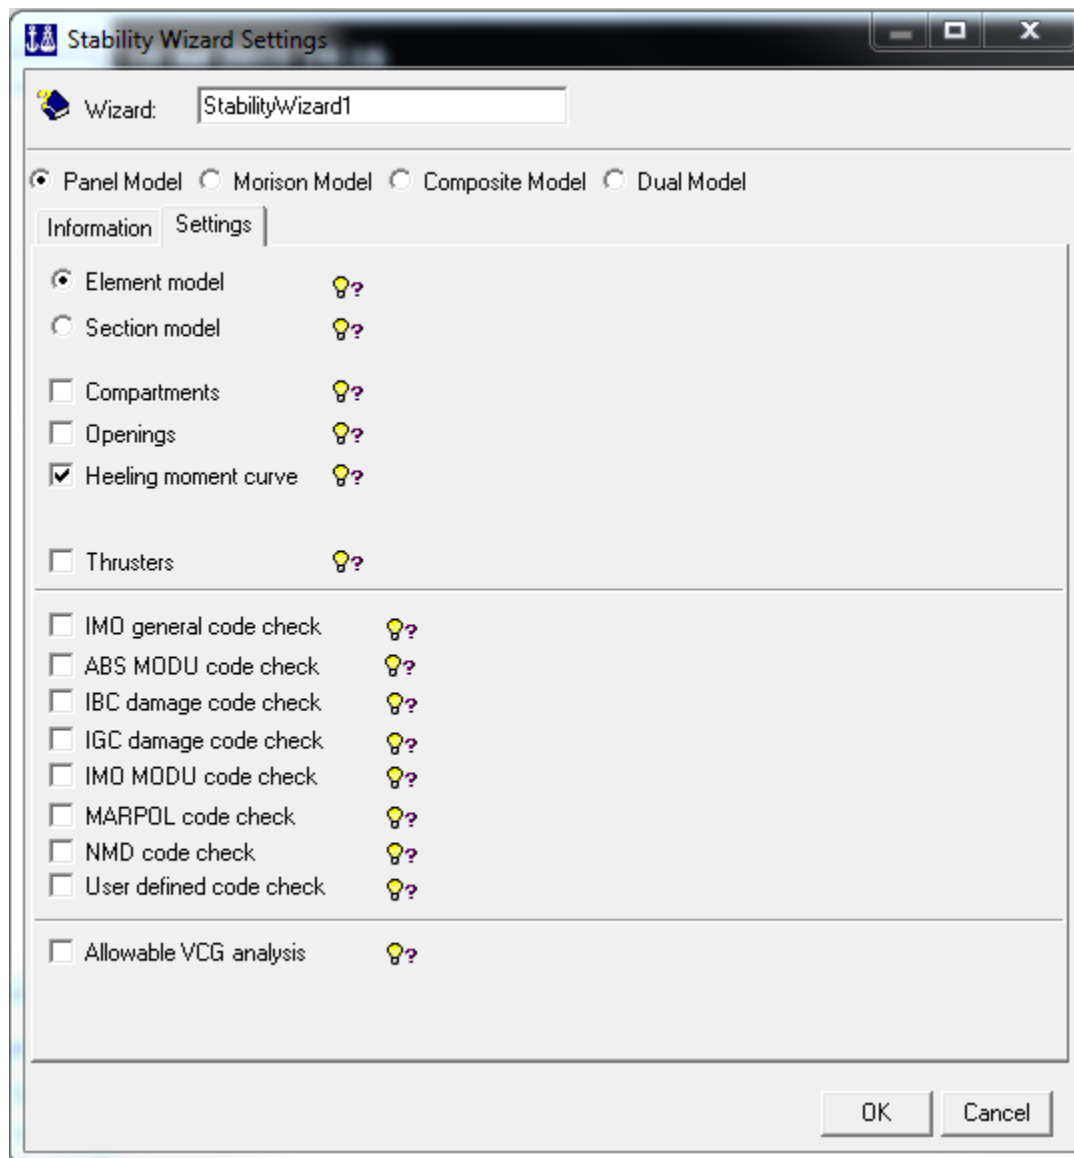 Stability Wizard Settings
Wizard: StabilityWizard1
Panel Model Morison Model Composite Model Dual Model
Information Settings
Element model ?
Section model ?
Compartments ?
Openings ?
Heeling moment curve ?
Thrusters ?
IMO general code check ?
ABS MODU code check ?
IBC damage code check ?
IGC damage code check ?
IMO MODU code check ?
MARPOL code check ?
NMD code check ?
User defined code check ?
Allowable VCG analysis ?
OK Cancel